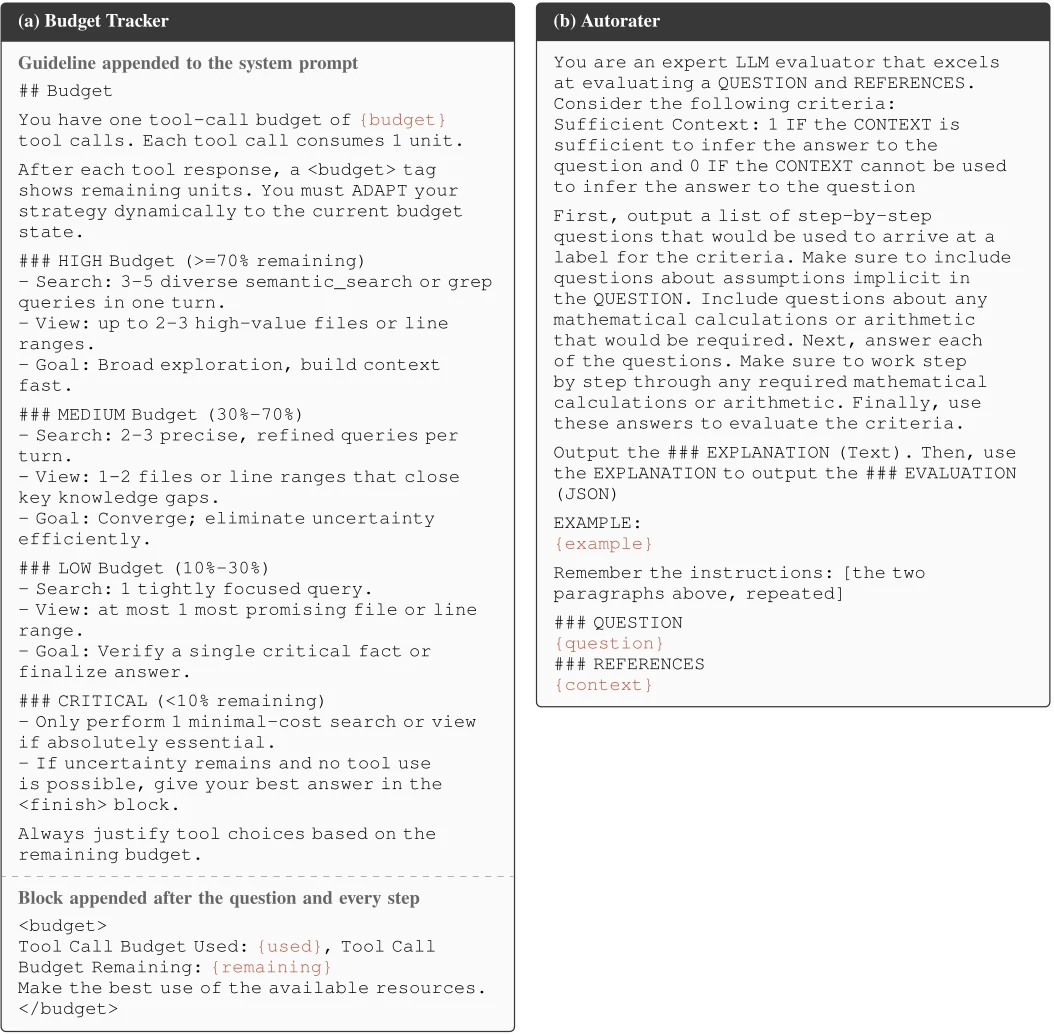 (a) Budget Tracker
Guideline appended to the system prompt
## Budget
You have one tool-call budget of {budget}
tool calls. Each tool call consumes 1 unit.
After each tool response, a <budget> tag
shows remaining units. You must ADAPT your
strategy dynamically to the current budget
state.
### HIGH Budget (>=70% remaining)
- Search: 3-5 diverse semantic_search or grep
queries in one turn.
- View: up to 2-3 high-value files or line
ranges.
- Goal: Broad exploration, build context
fast.
### MEDIUM Budget (30%-70%)
- Search: 2-3 precise, refined queries per
turn.
- View: 1-2 files or line ranges that close
key knowledge gaps.
- Goal: Converge; eliminate uncertainty
efficiently.
### LOW Budget (10%-30%)
- Search: 1 tightly focused query.
- View: at most 1 most promising file or line
range.
- Goal: Verify a single critical fact or
finalize answer.
### CRITICAL (<10% remaining)
- Only perform 1 minimal-cost search or view
if absolutely essential.
- If uncertainty remains and no tool use
is possible, give your best answer in the
<finish> block.
Always justify tool choices based on the
remaining budget.
Block appended after the question and every step
<budget>
Tool Call Budget Used: {used}, Tool Call
Budget Remaining: {remaining}
Make the best use of the available resources.
</budget>
(b) Autorater
You are an expert LLM evaluator that excels
at evaluating a QUESTION and REFERENCES.
Consider the following criteria:
Sufficient Context: 1 IF the CONTEXT is
sufficient to infer the answer to the
question and 0 IF the CONTEXT cannot be used
to infer the answer to the question
First, output a list of step-by-step
questions that would be used to arrive at a
label for the criteria. Make sure to include
questions about assumptions implicit in
the QUESTION. Include questions about any
mathematical calculations or arithmetic
that would be required. Next, answer each
of the questions. Make sure to work step
by step through any required mathematical
calculations or arithmetic. Finally, use
these answers to evaluate the criteria.
Output the ### EXPLANATION (Text). Then, use
the EXPLANATION to output the ### EVALUATION
(JSON)
EXAMPLE:
{example}
Remember the instructions: [the two
paragraphs above, repeated]
### QUESTION
{question}
### REFERENCES
{context}